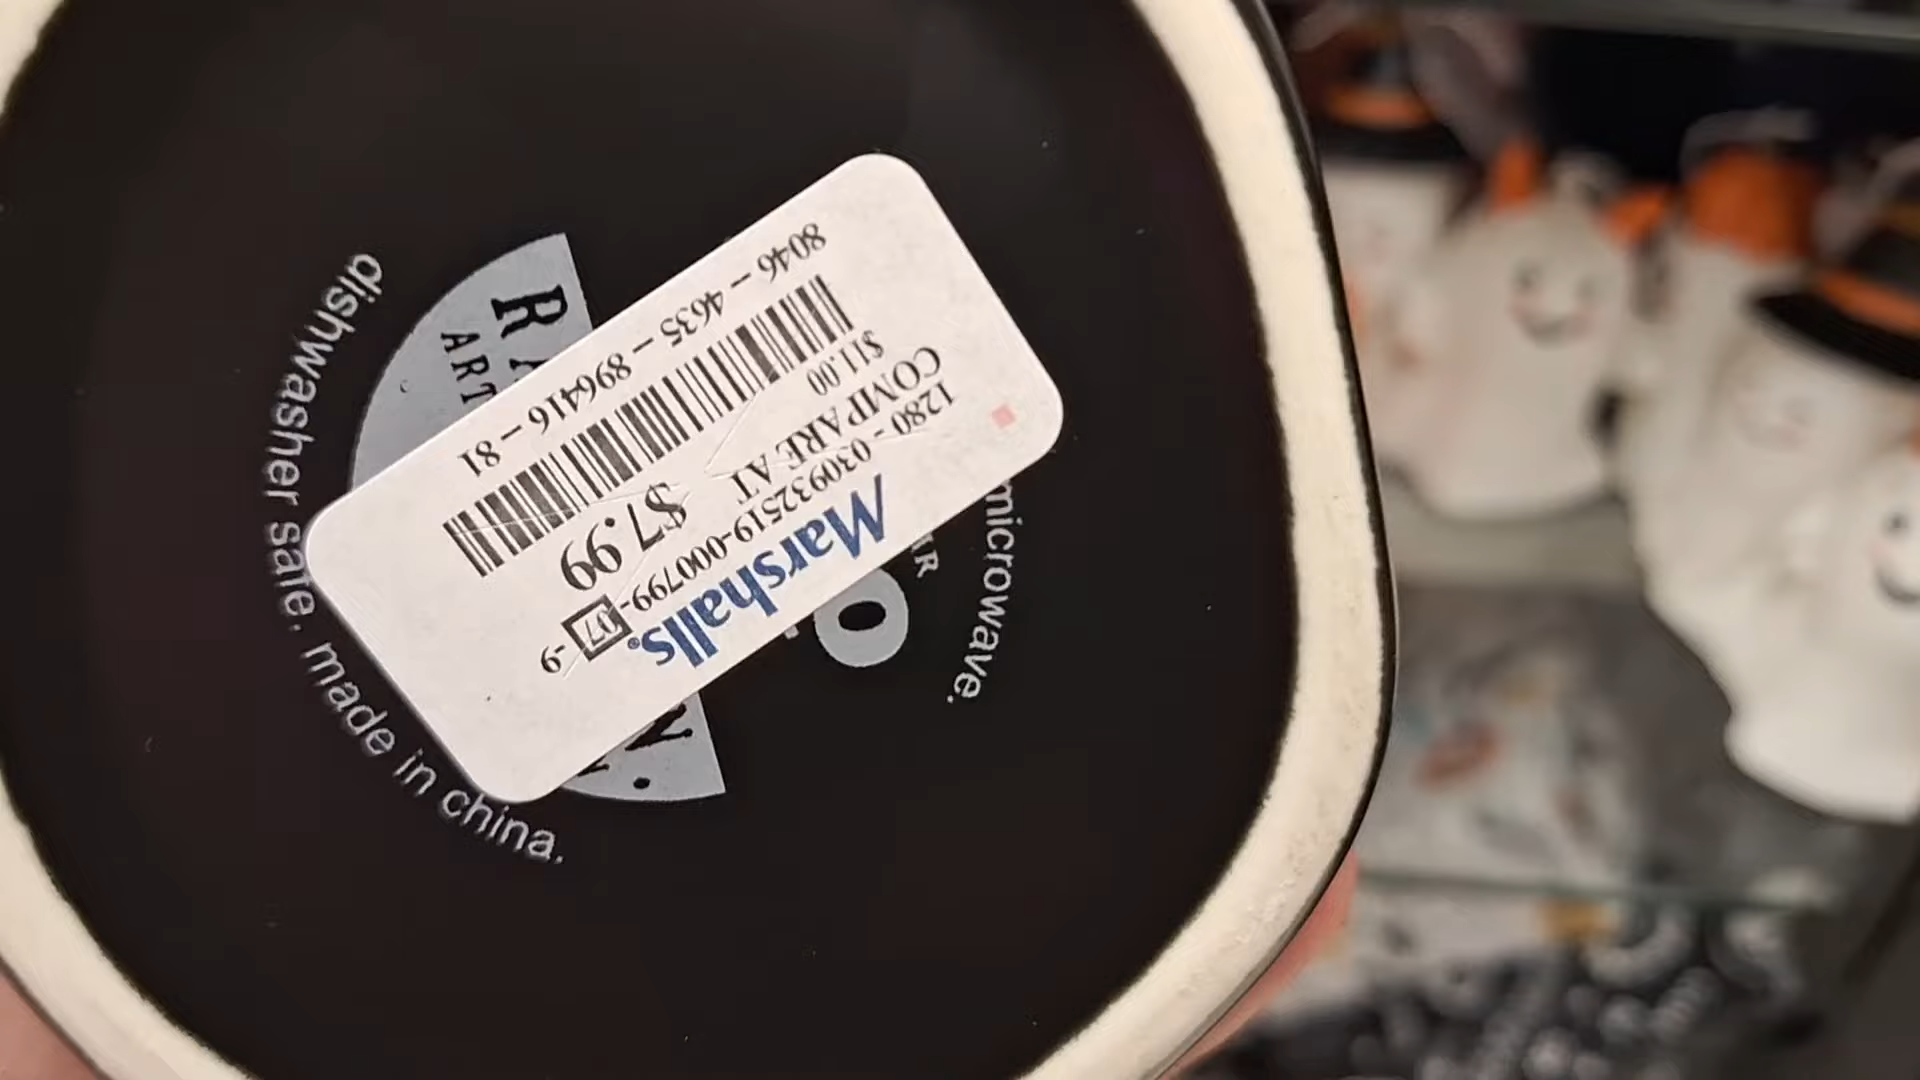 Marshalls.
1280 - 030932519-000799-07-9
COMPARE AT
$11.00
$7.99
8046 - 4635 - 896416 - 81
dishwasher safe. made in china.
microwave.
ART